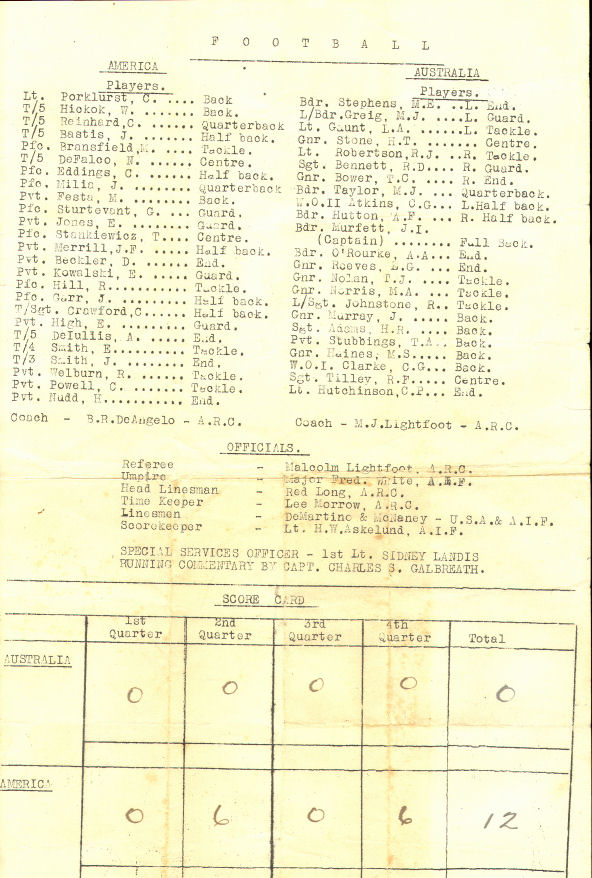 F O O T B A L L
AMERICA
Players.
Lt. Porklurst, C. .... Back
T/5 Hickok, W. ....... Back.
T/5 Reinhard,C. ...... Quarterback
T/5 Bastis, J. ....... Half back.
Pfc. Bransfield,M. .... Tackle.
T/5 DeFalco, N. ...... Centre.
Pfc. Eddings, C. ...... Half back.
Pfc. Milia, J. ........ Quarterback
Pvt. Festa, M. ........ Back.
Pfc. Sturtevant, G. ... Guard.
Pvt. Jones, E. ........ Guard.
Pfc. Stankiewicz, T.... Centre.
Pvt. Merrill,J.F ...... Half back.
Pvt. Beckler, D. ...... End.
Pvt. Kowalski, E. ..... Guard.
Pfc. Hill, R........... Tackle.
Pfc. Garr, J. ......... Half back.
T/Sgt. Crawford,C...... Half back.
Pvt. High, E. ......... Guard.
T/5 DeIullis, A. ..... End.
T/4 Smith, E.......... Tackle.
T/3 Smith, J. ........ End.
Pvt. Welburn, R. ...... Tackle.
Pvt. Powell, C. ....... Tackle.
Pvt. Nudd, H........... End.
Coach - B.R.DeAngelo - A.R.C.
AUSTRALIA
Players.
Bdr. Stephens, M.E. ..L. End.
L/Bdr.Greig, M.J ....L. Guard.
Lt. Gaunt, L.A. ......L. Tackle.
Gnr. Stone, H.T. ..... Centre.
Lt. Robertson,R.J ..R. Tackle.
Sgt. Bennett, R.D.... R. Guard.
Gnr. Bower, T.C. .... R. End.
Bdr. Taylor, M.J. ... Quarterback.
W.O.II Atkins, C.G... L.Half back.
Bdr. Hutton, A.F. ... R. Half back.
Bdr. Murfett, J.I.
(Captain) ........ Full Back.
Bdr. O'Rourke, A.A... End.
Gnr. Reeves, L.G. ... End.
Gnr. Nolan, T.J. .... Tackle.
Gnr. Norris, M.A. ... Tackle.
L/Sgt. Johnstone, R.. Tackle.
Gnr. Murray, J. ..... Back.
Sgt. Adams, H.R. .... Back.
Pvt. Stubbings, T.A.. Back.
Gnr. Haines, M.S..... Back.
W.O.I. Clarke, C.G... Back.
Sgt. Tilley, R.F..... Centre.
Lt. Hutchinson,C.P... End.
Coach - M.J.Lightfoot - A.R.C.
OFFICIALS.
Referee - Malcolm Lightfoot, A.R.C.
Umpire - Major Fred. White, A.I.F.
Head Linesman - Red Long, A.R.C.
Time Keeper - Lee Morrow, A.R.C.
Linesmen - DeMartino & McNaney - U.S.A.& A.I.F.
Scorekeeper - Lt. H.W.Askelund, A.I.F.
SPECIAL SERVICES OFFICER - 1st Lt. SIDNEY LANDIS
RUNNING COMMENTARY BY CAPT. CHARLES S. GALBREATH.
SCORE CARD
1st Quarter 2nd Quarter 3rd Quarter 4th Quarter Total
AUSTRALIA 0 0 0 0 0
AMERICA 0 6 0 6 12